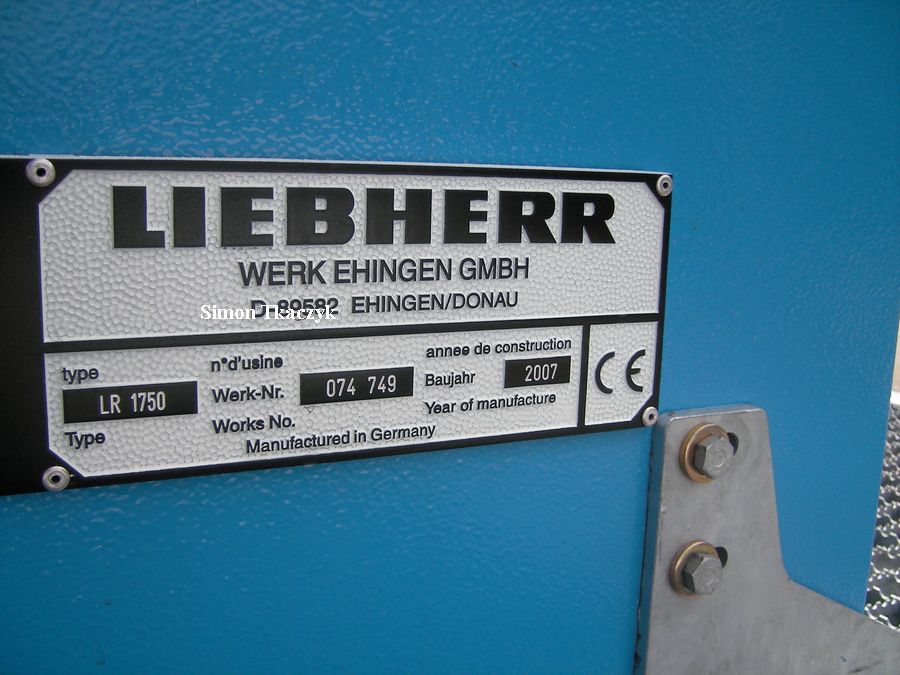 LIEBHERR
WERK EHINGEN GMBH
D-89582 EHINGEN/DONAU
Simon Tkaczyk
type
LR 1750
Type
n°d'usine
Werk-Nr. 074 749
Works No.
annee de construction
Baujahr 2007
Year of manufacture
Manufactured in Germany
CE